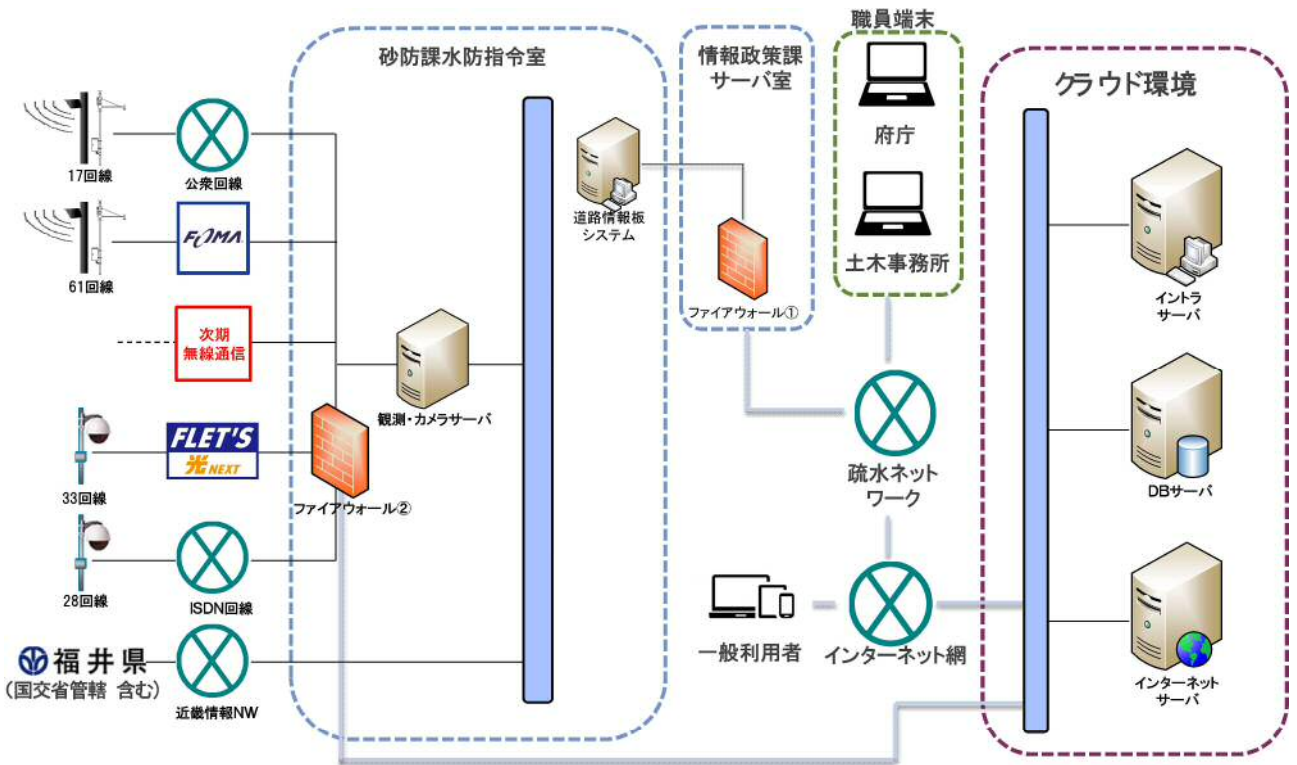 職員端末
砂防課水防指令室
情報政策課
サーバ室
クラウド環境
17回線
公衆回線
道路情報板
システム
府庁
FOMA
61回線
土木事務所
ファイアウォール①
イントラ
サーバ
次期
無線通信
観測・カメラサーバ
FLET'S
光NEXT
33回線
ファイアウォール②
疏水ネット
ワーク
DBサーバ
28回線
ISDN回線
一般利用者
インターネット網
福井県
(国交省管轄 含む)
近畿情報NW
インターネット
サーバ